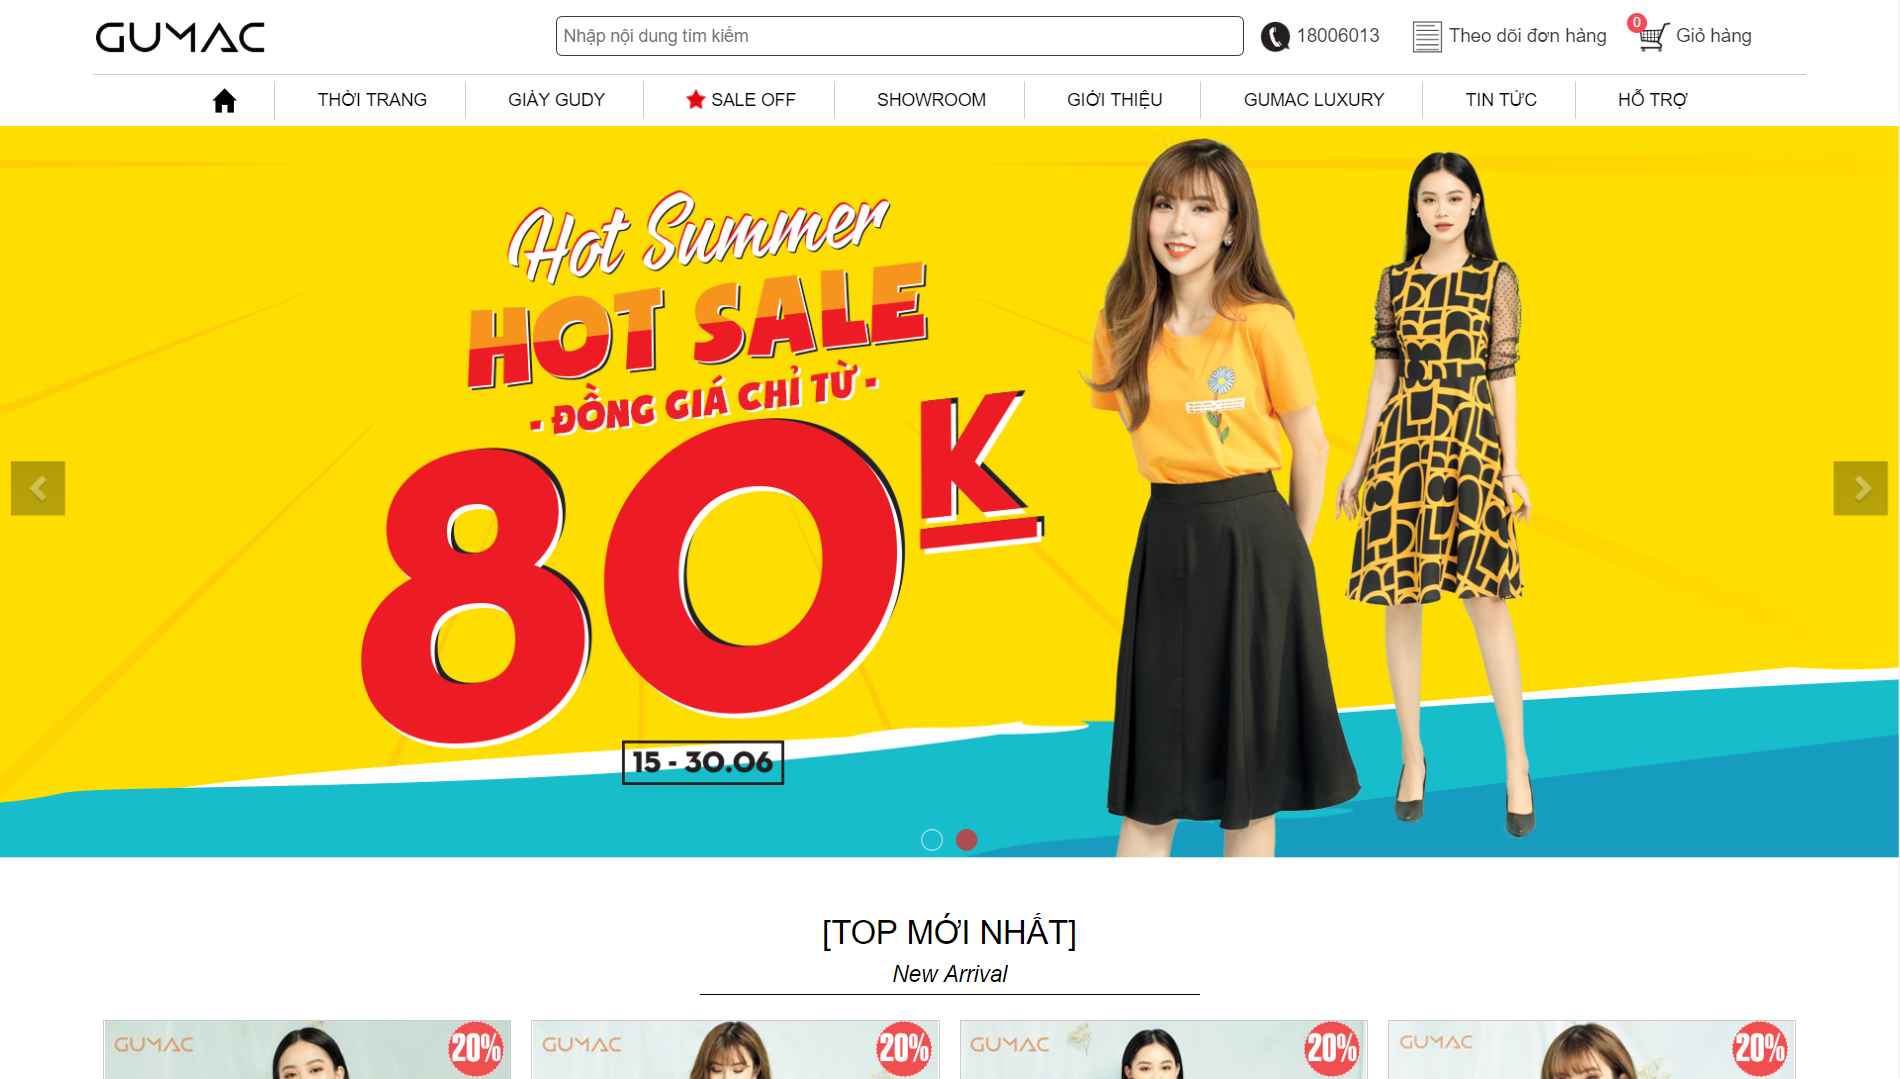 GUMAC
Nhập nội dung tìm kiếm
18006013
Theo dõi đơn hàng
0
Giỏ hàng
THỜI TRANG
GIÀY GUDY
SALE OFF
SHOWROOM
GIỚI THIỆU
GUMAC LUXURY
TIN TỨC
HỖ TRỢ
Hot Summer
HOT SALE
- ĐỒNG GIÁ CHỈ TỪ -
80K
15 - 30.06
[TOP MỚI NHẤT]
New Arrival
GUMAC
20%
GUMAC
20%
GUMAC
20%
GUMAC
20%